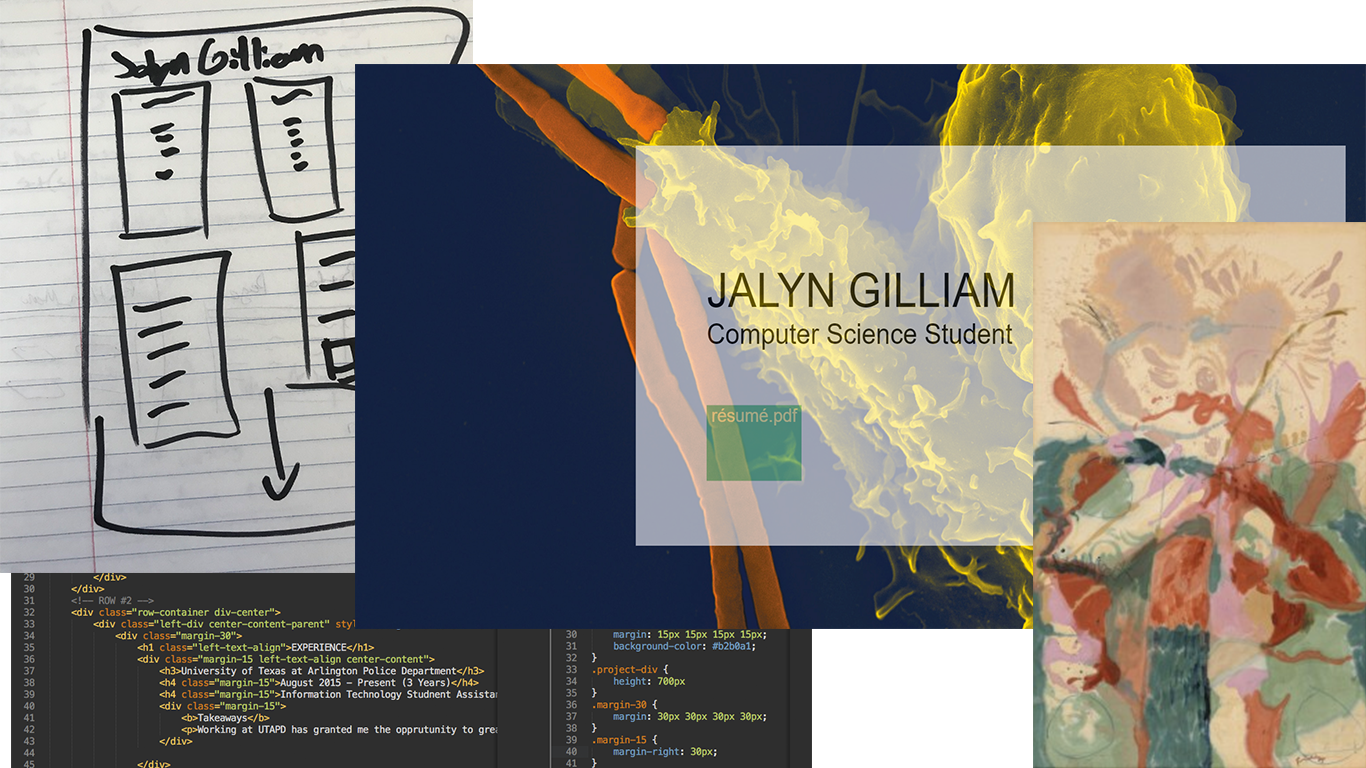 Jalyn Gilliam
JALYN GILLIAM
Computer Science Student
résumé.pdf
29 </div>
30 </div>
31 <!-- ROW #2 -->
32 <div class="row-container div-center">
33 <div class="left-div center-content-parent" styl
34 <div class="margin-30">
35 <h1 class="left-text-align">EXPERIENCE</h1>
36 <div class="margin-15 left-text-align center-content">
37 <h3>University of Texas at Arlington Police Department</h3>
38 <h4 class="margin-15">August 2015 – Present (3 Years)</h4>
39 <h4 class="margin-15">Information Technology Student Assistan
40 <div class="margin-15">
41 <b>Takeaways</b>
42 <p>Working at UTAPD has granted me the opprutunity to grea
43 </div>
44
45 </div>
30 margin: 15px 15px 15px 15px;
31 background-color: #b2b0a1;
32 }
33 .project-div {
34 height: 700px
35 }
36 .margin-30 {
37 margin: 30px 30px 30px 30px;
38 }
39 .margin-15 {
40 margin-right: 30px;
41 }